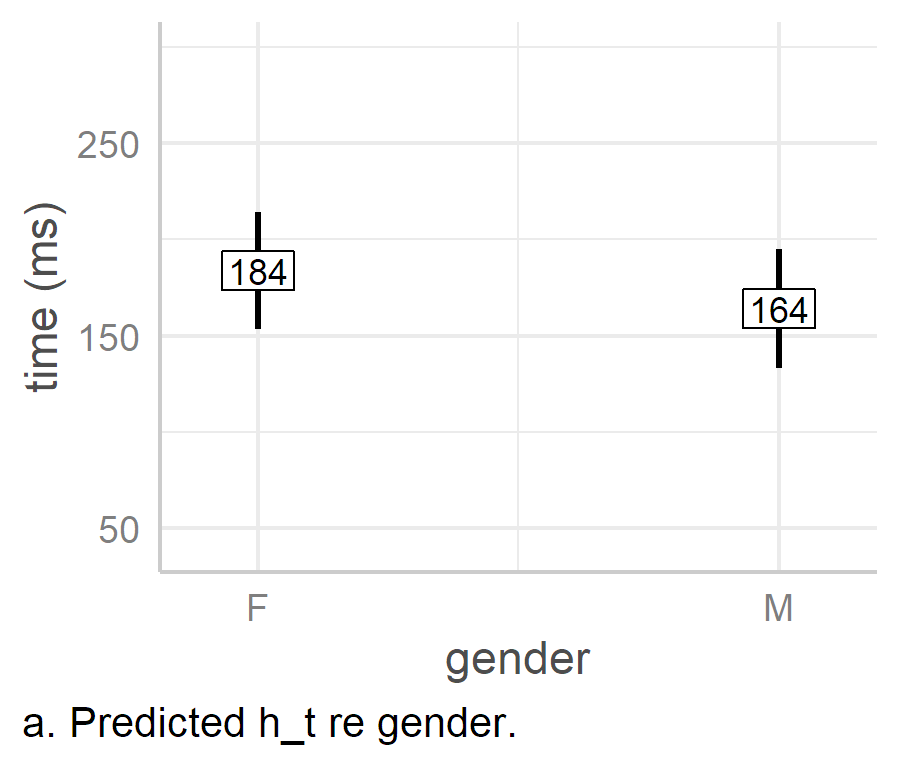 time (ms)
250
150
50
184
164
F
M
gender
a. Predicted h_t re gender.